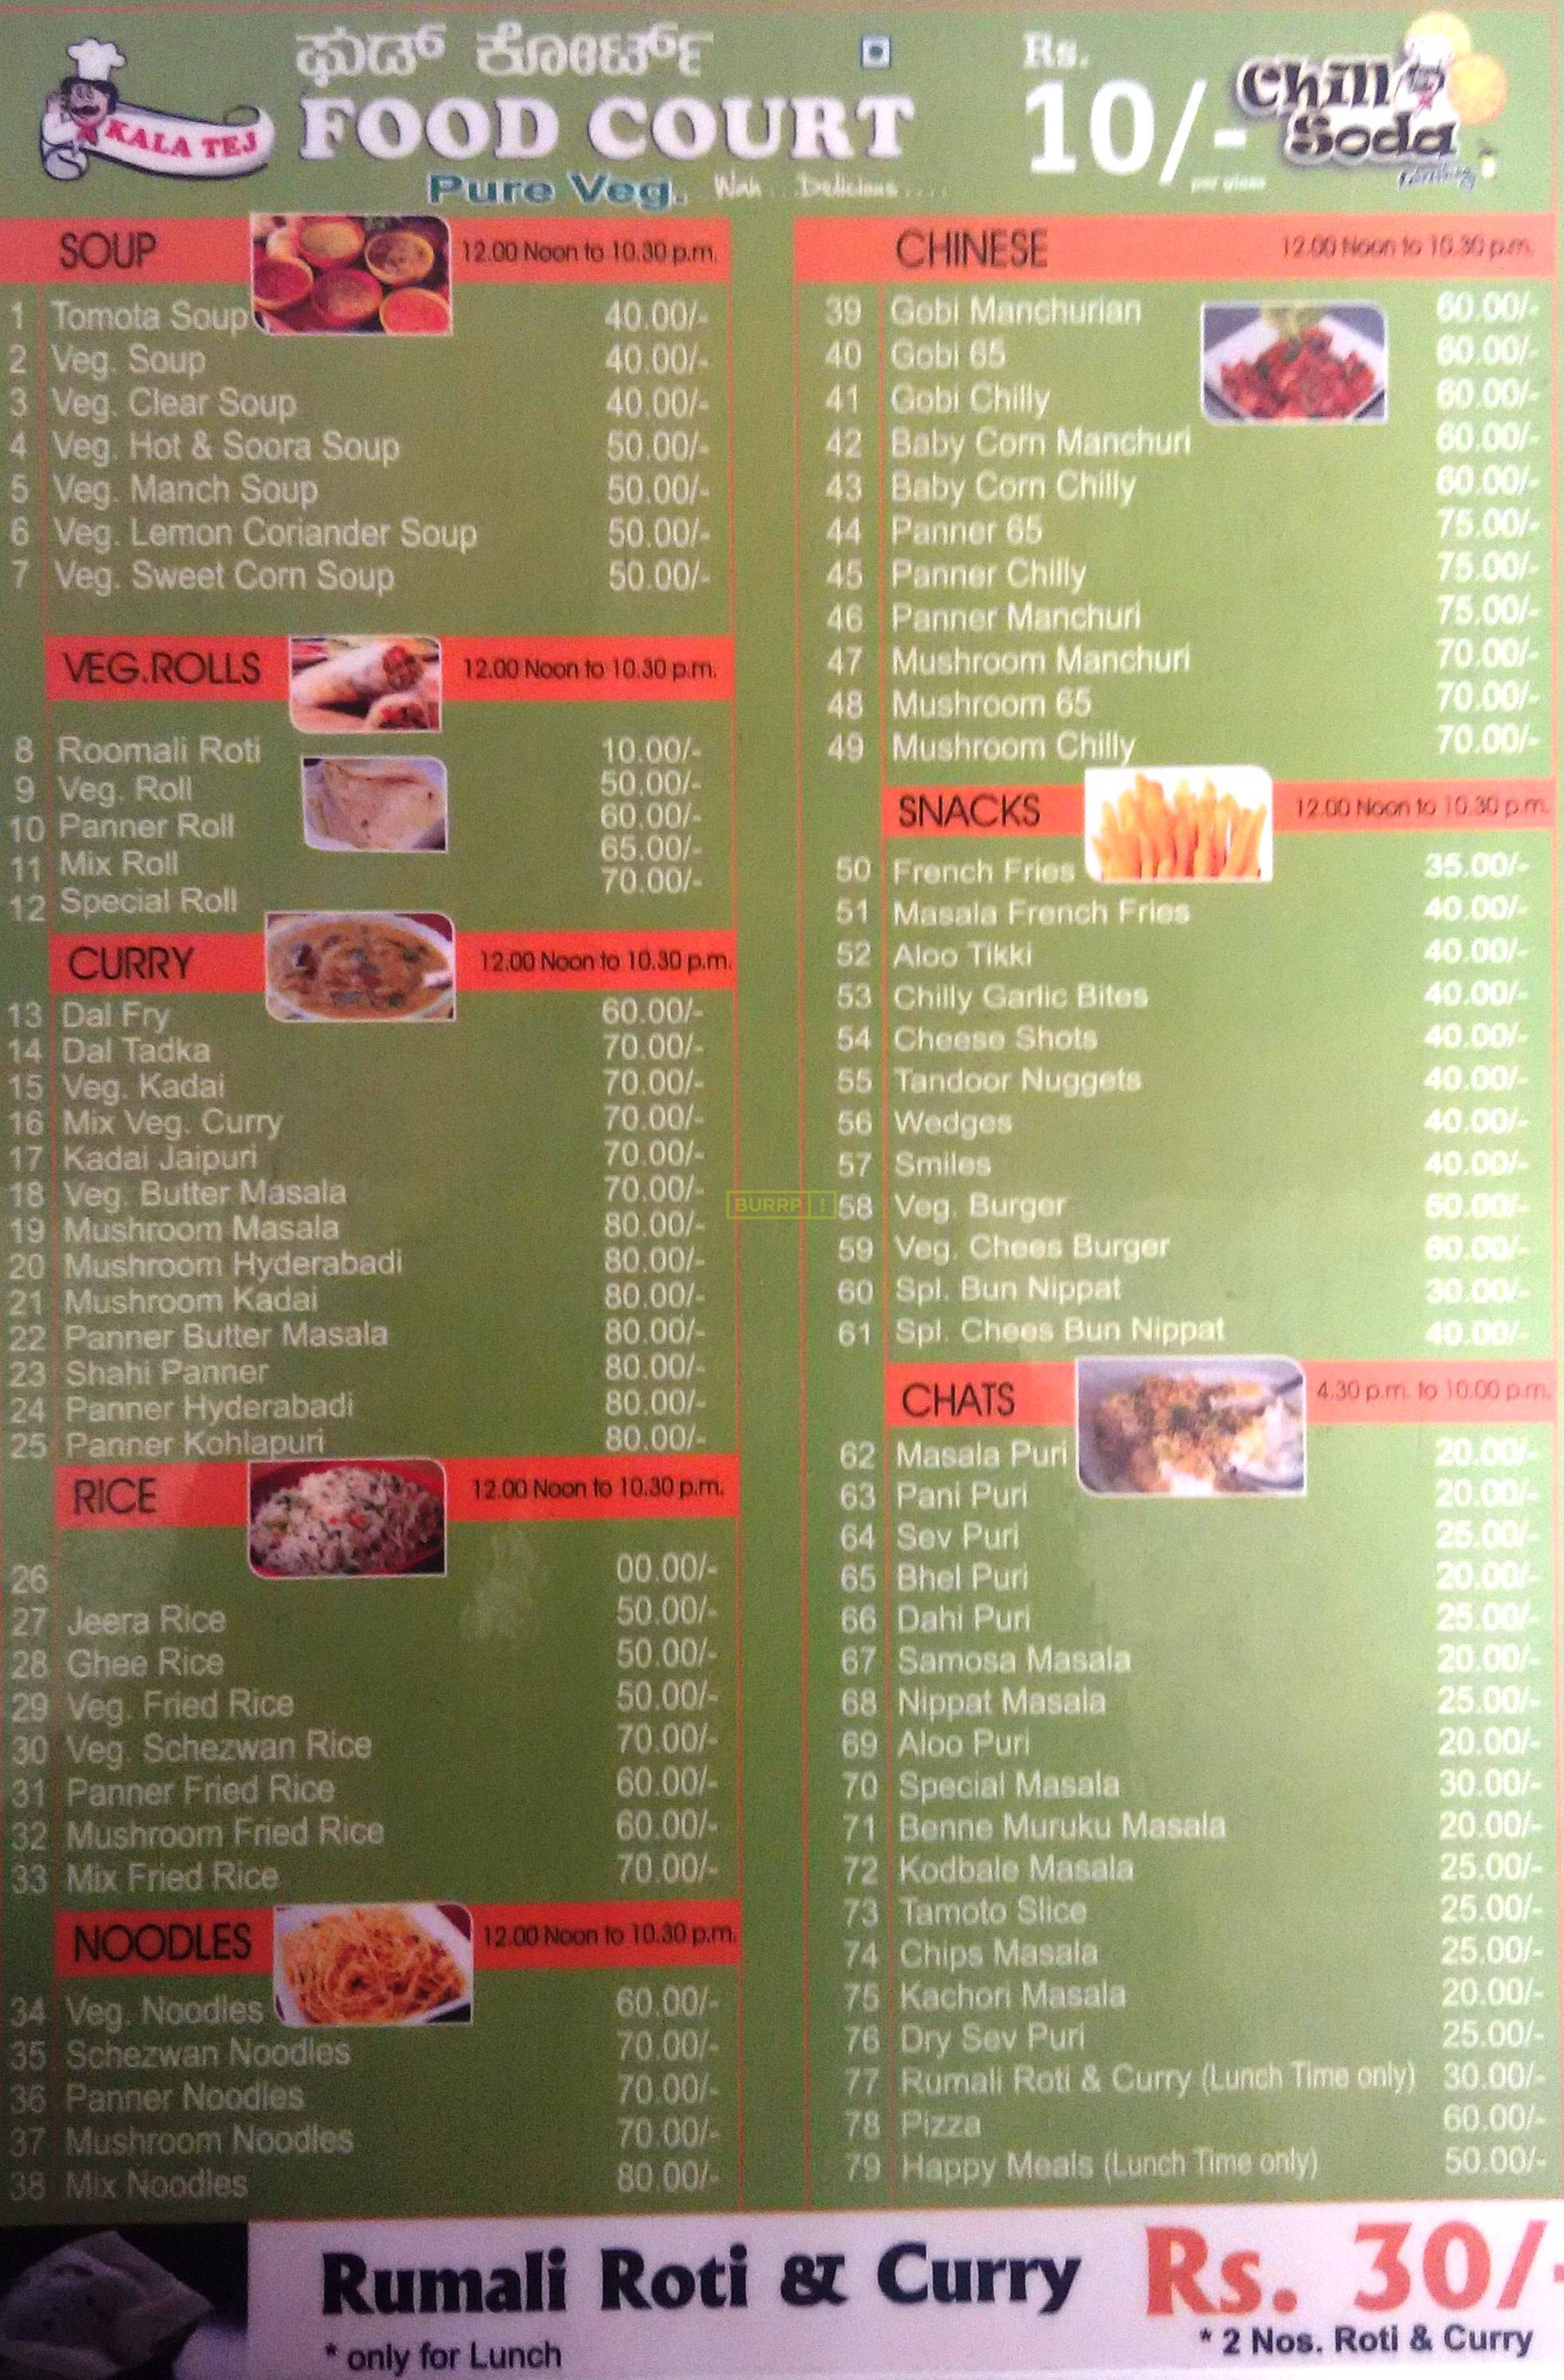 ಫುಡ್ ಕೋರ್ಟ್
KALA TEJ
FOOD COURT
Pure Veg. Wah... Delicious....
Rs.
10/-
per glass
Chill
Soda
SOUP 12.00 Noon to 10.30 p.m.
1 Tomota Soup 40.00/-
2 Veg. Soup 40.00/-
3 Veg. Clear Soup 40.00/-
4 Veg. Hot & Soora Soup 50.00/-
5 Veg. Manch Soup 50.00/-
6 Veg. Lemon Coriander Soup 50.00/-
7 Veg. Sweet Corn Soup 50.00/-
VEG.ROLLS 12.00 Noon to 10.30 p.m.
8 Roomali Roti 10.00/-
9 Veg. Roll 50.00/-
10 Panner Roll 60.00/-
11 Mix Roll 65.00/-
12 Special Roll 70.00/-
CURRY 12.00 Noon to 10.30 p.m.
13 Dal Fry 60.00/-
14 Dal Tadka 70.00/-
15 Veg. Kadai 70.00/-
16 Mix Veg. Curry 70.00/-
17 Kadai Jaipuri 70.00/-
18 Veg. Butter Masala 70.00/-
19 Mushroom Masala 80.00/-
20 Mushroom Hyderabadi 80.00/-
21 Mushroom Kadai 80.00/-
22 Panner Butter Masala 80.00/-
23 Shahi Panner 80.00/-
24 Panner Hyderabadi 80.00/-
25 Panner Kohlapuri 80.00/-
RICE 12.00 Noon to 10.30 p.m.
26 00.00/-
27 Jeera Rice 50.00/-
28 Ghee Rice 50.00/-
29 Veg. Fried Rice 50.00/-
30 Veg. Schezwan Rice 70.00/-
31 Panner Fried Rice 60.00/-
32 Mushroom Fried Rice 60.00/-
33 Mix Fried Rice 70.00/-
NOODLES 12.00 Noon to 10.30 p.m.
34 Veg. Noodles 60.00/-
35 Schezwan Noodles 70.00/-
36 Panner Noodles 70.00/-
37 Mushroom Noodles 70.00/-
38 Mix Noodles 80.00/-
CHINESE 12.00 Noon to 10.30 p.m.
39 Gobi Manchurian 60.00/-
40 Gobi 65 60.00/-
41 Gobi Chilly 60.00/-
42 Baby Corn Manchuri 60.00/-
43 Baby Corn Chilly 60.00/-
44 Panner 65 75.00/-
45 Panner Chilly 75.00/-
46 Panner Manchuri 75.00/-
47 Mushroom Manchuri 70.00/-
48 Mushroom 65 70.00/-
49 Mushroom Chilly 70.00/-
SNACKS 12.00 Noon to 10.30 p.m.
50 French Fries 35.00/-
51 Masala French Fries 40.00/-
52 Aloo Tikki 40.00/-
53 Chilly Garlic Bites 40.00/-
54 Cheese Shots 40.00/-
55 Tandoor Nuggets 40.00/-
56 Wedges 40.00/-
57 Smiles 40.00/-
58 Veg. Burger 50.00/-
59 Veg. Chees Burger 60.00/-
60 Spl. Bun Nippat 30.00/-
61 Spl. Chees Bun Nippat 40.00/-
CHATS 4.30 p.m. to 10.00 p.m.
62 Masala Puri 20.00/-
63 Pani Puri 20.00/-
64 Sev Puri 25.00/-
65 Bhel Puri 20.00/-
66 Dahi Puri 25.00/-
67 Samosa Masala 20.00/-
68 Nippat Masala 25.00/-
69 Aloo Puri 20.00/-
70 Special Masala 30.00/-
71 Benne Muruku Masala 20.00/-
72 Kodbale Masala 25.00/-
73 Tamoto Slice 25.00/-
74 Chips Masala 25.00/-
75 Kachori Masala 20.00/-
76 Dry Sev Puri 25.00/-
77 Rumali Roti & Curry (Lunch Time only) 30.00/-
78 Pizza 60.00/-
79 Happy Meals (Lunch Time only) 50.00/-
BURRP!
Rumali Roti & Curry Rs. 30/-
* only for Lunch
* 2 Nos. Roti & Curry